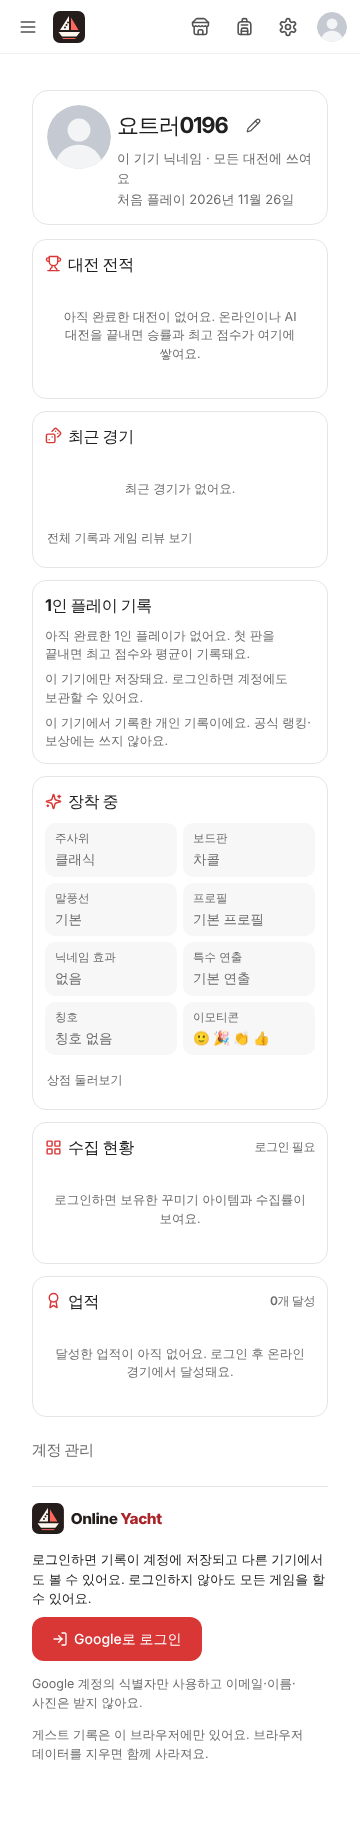 요트러0196
이 기기 닉네임 · 모든 대전에 쓰여
요
처음 플레이 2026년 11월 26일
대전 전적
아직 완료한 대전이 없어요. 온라인이나 AI
대전을 끝내면 승률과 최고 점수가 여기에
쌓여요.
최근 경기
최근 경기가 없어요.
전체 기록과 게임 리뷰 보기
1인 플레이 기록
아직 완료한 1인 플레이가 없어요. 첫 판을
끝내면 최고 점수와 평균이 기록돼요.
이 기기에만 저장돼요. 로그인하면 계정에도
보관할 수 있어요.
이 기기에서 기록한 개인 기록이에요. 공식 랭킹·
보상에는 쓰지 않아요.
장착 중
주사위
클래식
보드판
차콜
말풍선
기본
프로필
기본 프로필
닉네임 효과
없음
특수 연출
기본 연출
칭호
칭호 없음
이모티콘
🙂 🎉 👏 👍
상점 둘러보기
수집 현황
로그인 필요
로그인하면 보유한 꾸미기 아이템과 수집률이
보여요.
업적
0개 달성
달성한 업적이 아직 없어요. 로그인 후 온라인
경기에서 달성돼요.
계정 관리
Online Yacht
로그인하면 기록이 계정에 저장되고 다른 기기에서
도 볼 수 있어요. 로그인하지 않아도 모든 게임을 할
수 있어요.
Google로 로그인
Google 계정의 식별자만 사용하고 이메일·이름·
사진은 받지 않아요.
게스트 기록은 이 브라우저에만 있어요. 브라우저
데이터를 지우면 함께 사라져요.